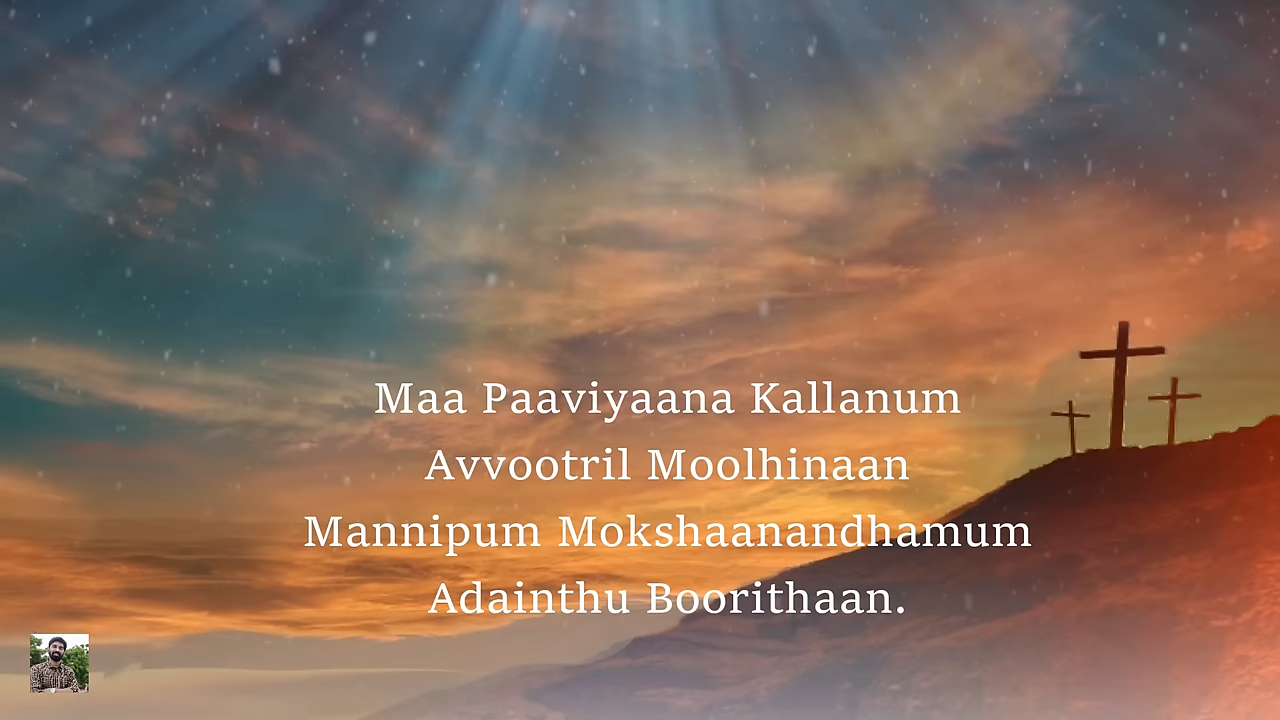 Maa Paaviyaana Kallanum
Avvootril Moolhinaan
Mannipum Mokshaanandhamum
Adainthu Boorithaan.